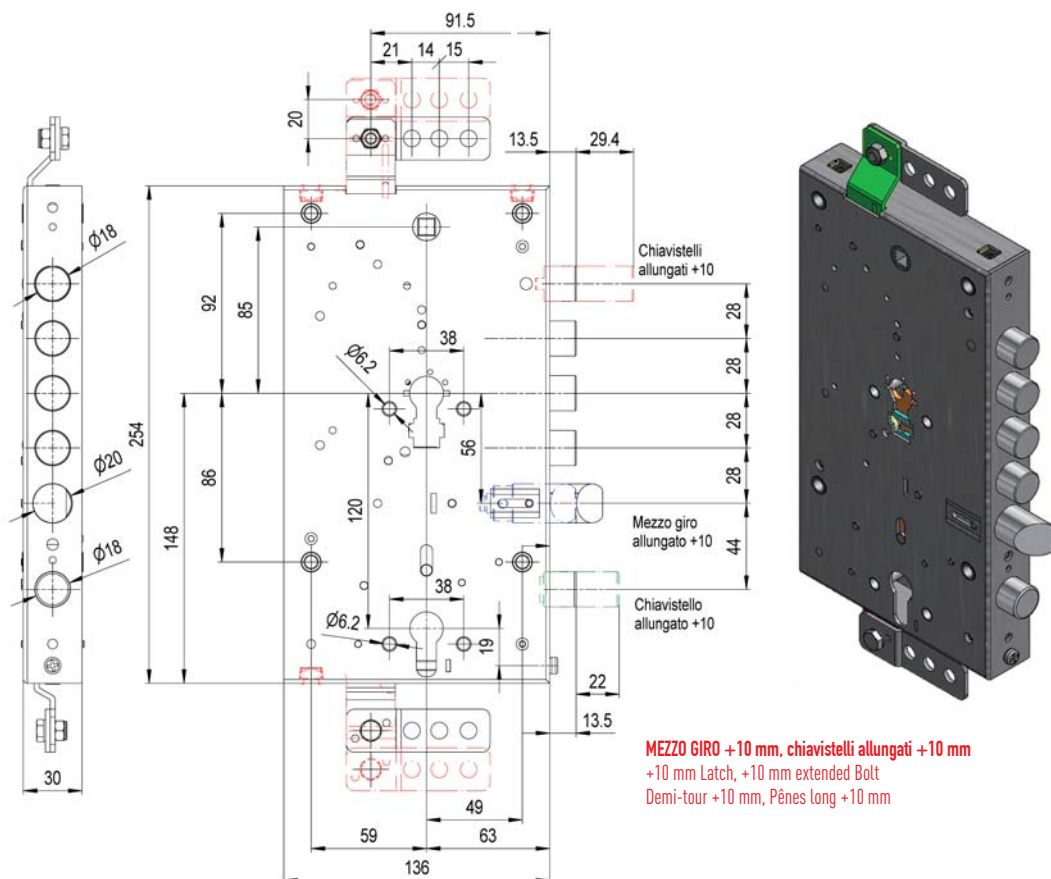 91.5
21 14 15
20
13.5 29.4
Ø18
Chiavistelli
allungati +10
92
85
28
38
28
Ø6.2
254
56
28
Ø20
86
28
120
148
Mezzo giro
allungato +10
44
Ø18
38
Chiavistello
allungato +10
Ø6.2
19
22
13.5
30
49
59 63
136
MEZZO GIRO +10 mm, chiavistelli allungati +10 mm
+10 mm Latch, +10 mm extended Bolt
Demi-tour +10 mm, Pênes long +10 mm